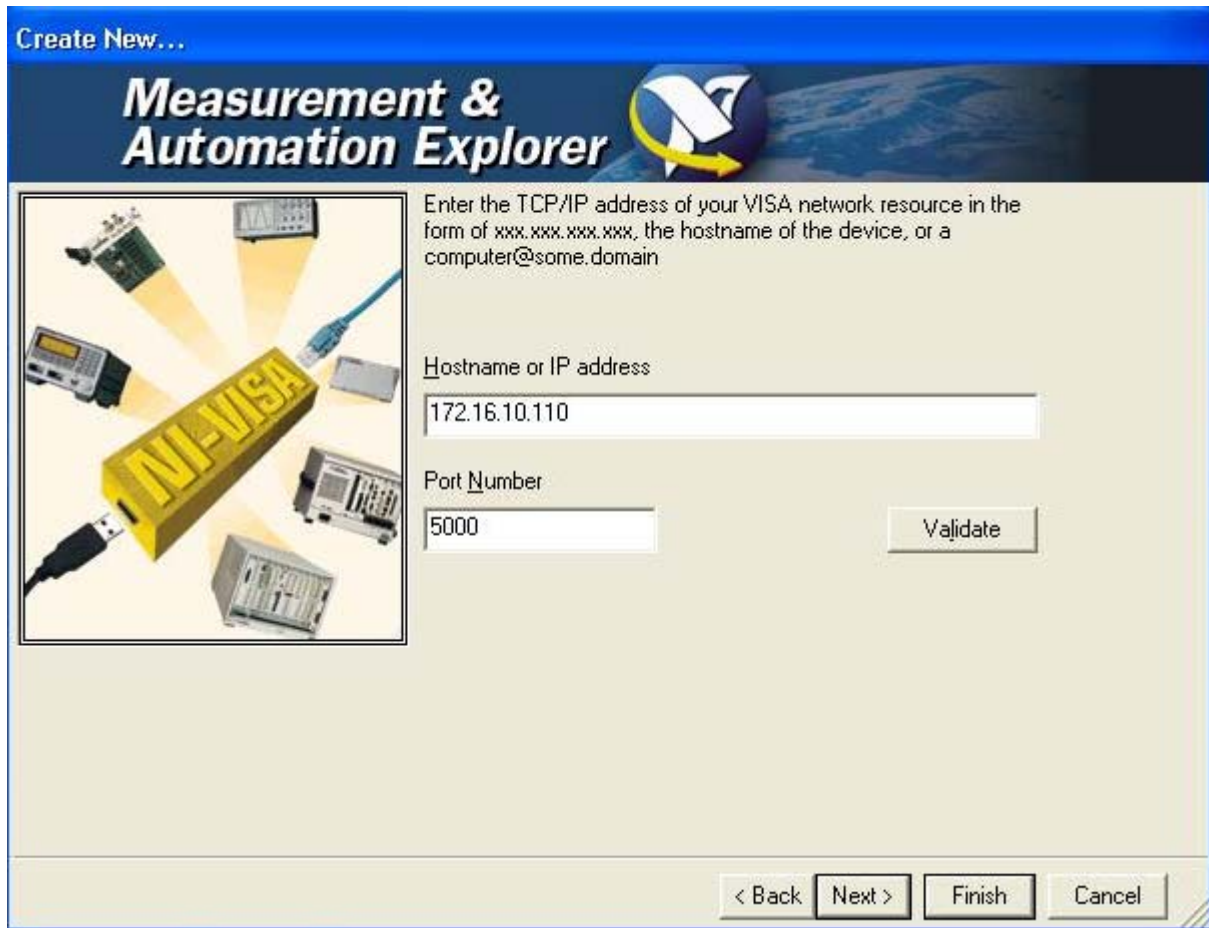 Create New...
Measurement &
Automation Explorer
NI-VISA
Enter the TCP/IP address of your VISA network resource in the
form of xxx.xxx.xxx.xxx, the hostname of the device, or a
computer@some.domain
Hostname or IP address
172.16.10.110
Port Number
5000
Validate
< Back
Next >
Finish
Cancel